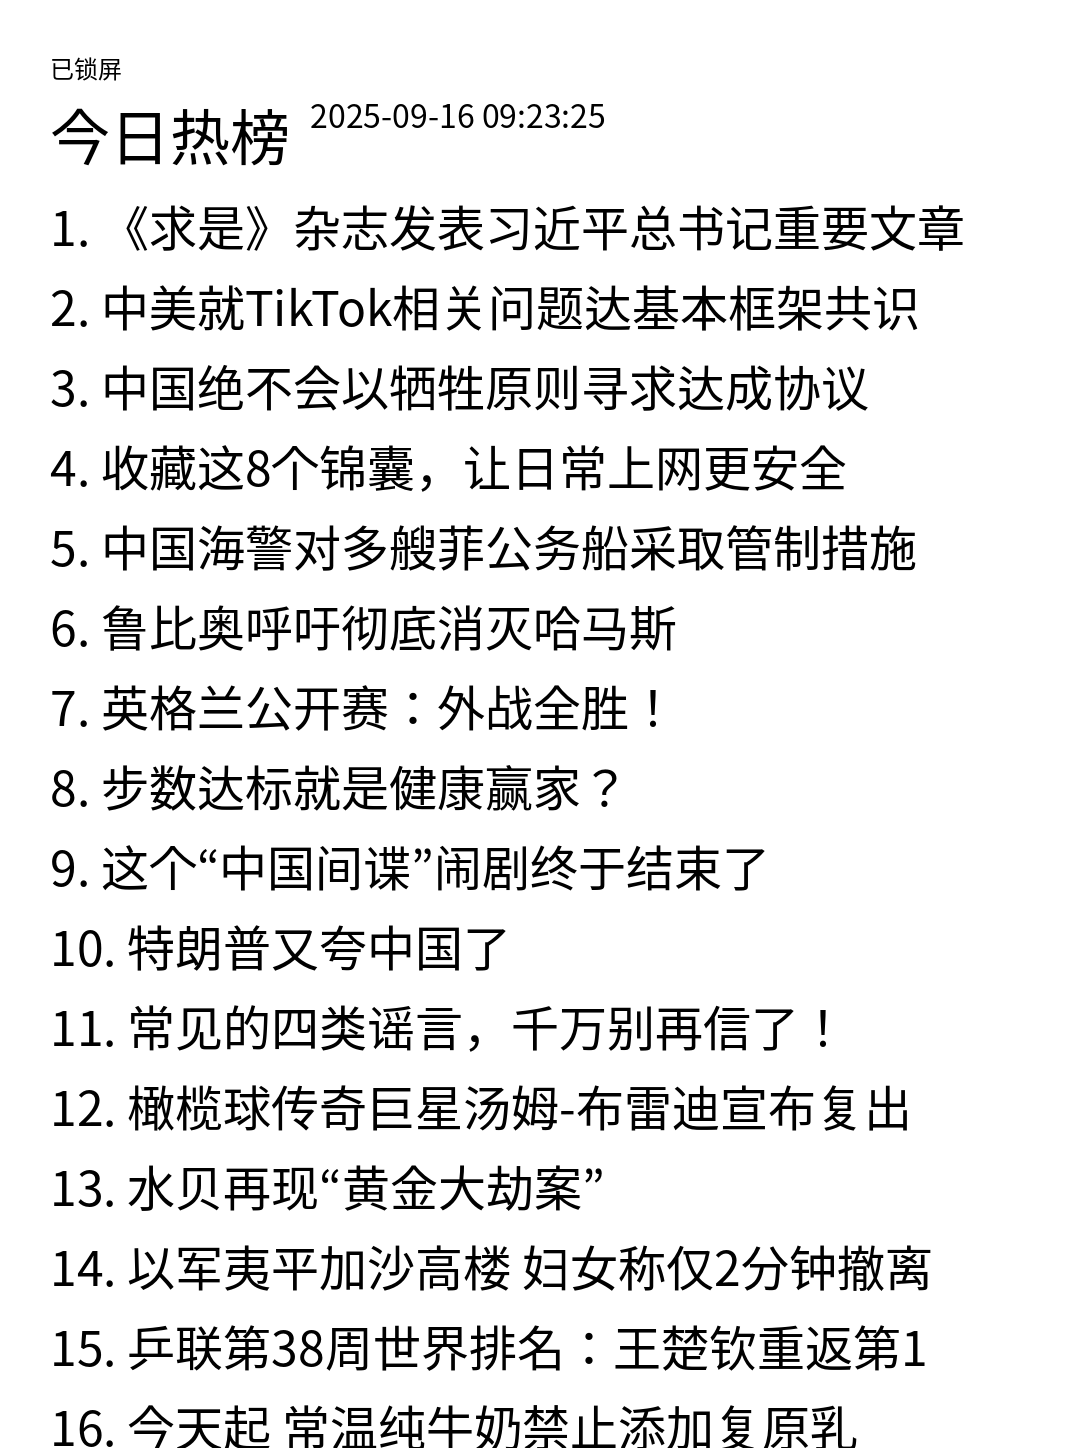 已锁屏
今日热榜 2025-09-16 09:23:25
1. 《求是》杂志发表习近平总书记重要文章
2. 中美就TikTok相关问题达基本框架共识
3. 中国绝不会以牺牲原则寻求达成协议
4. 收藏这8个锦囊，让日常上网更安全
5. 中国海警对多艘菲公务船采取管制措施
6. 鲁比奥呼吁彻底消灭哈马斯
7. 英格兰公开赛：外战全胜！
8. 步数达标就是健康赢家？
9. 这个“中国间谍”闹剧终于结束了
10. 特朗普又夸中国了
11. 常见的四类谣言，千万别再信了！
12. 橄榄球传奇巨星汤姆-布雷迪宣布复出
13. 水贝再现“黄金大劫案”
14. 以军夷平加沙高楼 妇女称仅2分钟撤离
15. 乒联第38周世界排名：王楚钦重返第1
16. 今天起 常温纯牛奶禁止添加复原乳